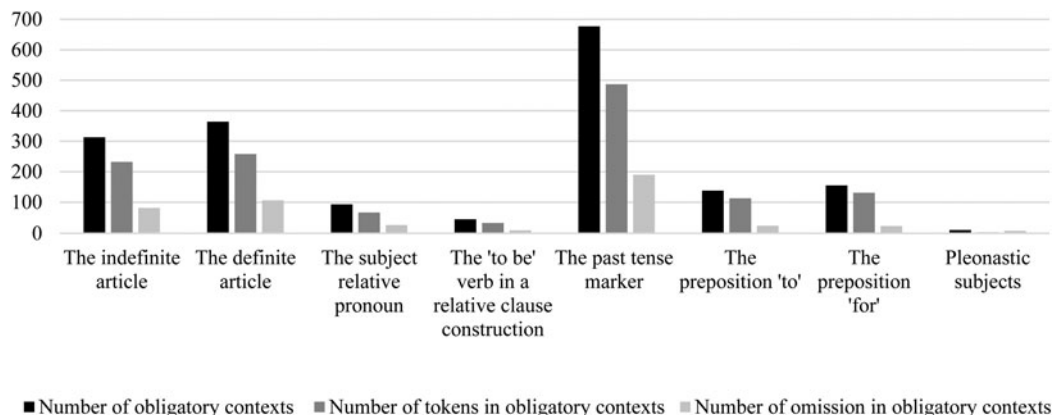 700
600
500
400
300
200
100
0
The indefinite article
The definite article
The subject relative pronoun
The 'to be' verb in a relative clause construction
The past tense marker
The preposition 'to'
The preposition 'for'
Pleonastic subjects
Number of obligatory contexts
Number of tokens in obligatory contexts
Number of omission in obligatory contexts